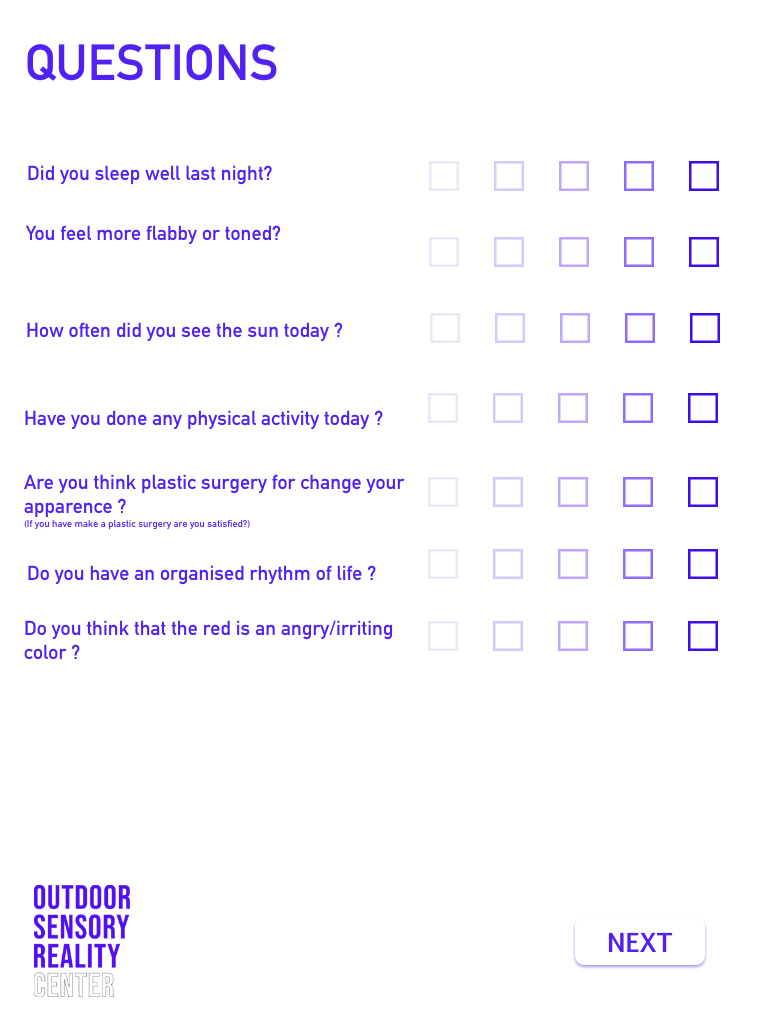 QUESTIONS
Did you sleep well last night?
You feel more flabby or toned?
How often did you see the sun today ?
Have you done any physical activity today ?
Are you think plastic surgery for change your
apparence ?
(If you have make a plastic surgery are you satisfied?)
Do you have an organised rhythm of life ?
Do you think that the red is an angry/irriting
color ?
OUTDOOR
SENSORY
REALITY
CENTER
NEXT